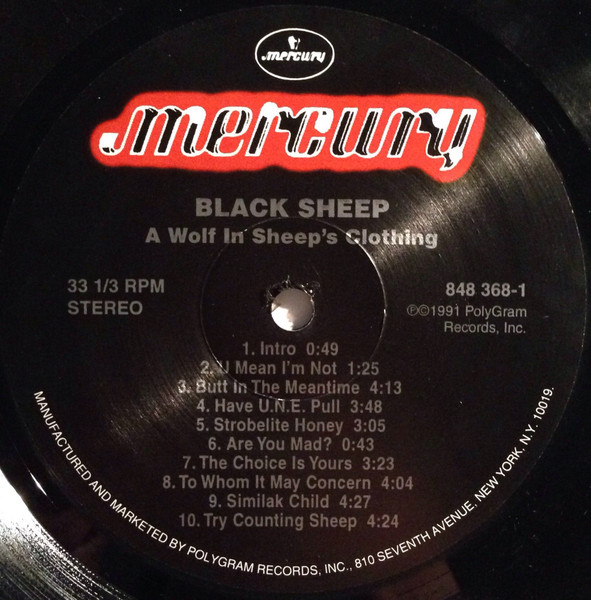 mercury
mercury
BLACK SHEEP
A Wolf In Sheep's Clothing
33 1/3 RPM
STEREO
848 368-1
℗©1991 PolyGram
Records, Inc.
1. Intro 0:49
2. U Mean I'm Not 1:25
3. Butt In The Meantime 4:13
4. Have U.N.E. Pull 3:48
5. Strobelite Honey 3:05
6. Are You Mad? 0:43
7. The Choice Is Yours 3:23
8. To Whom It May Concern 4:04
9. Similak Child 4:27
10. Try Counting Sheep 4:24
MANUFACTURED AND MARKETED BY POLYGRAM RECORDS, INC., 810 SEVENTH AVENUE, NEW YORK, N.Y. 10019.